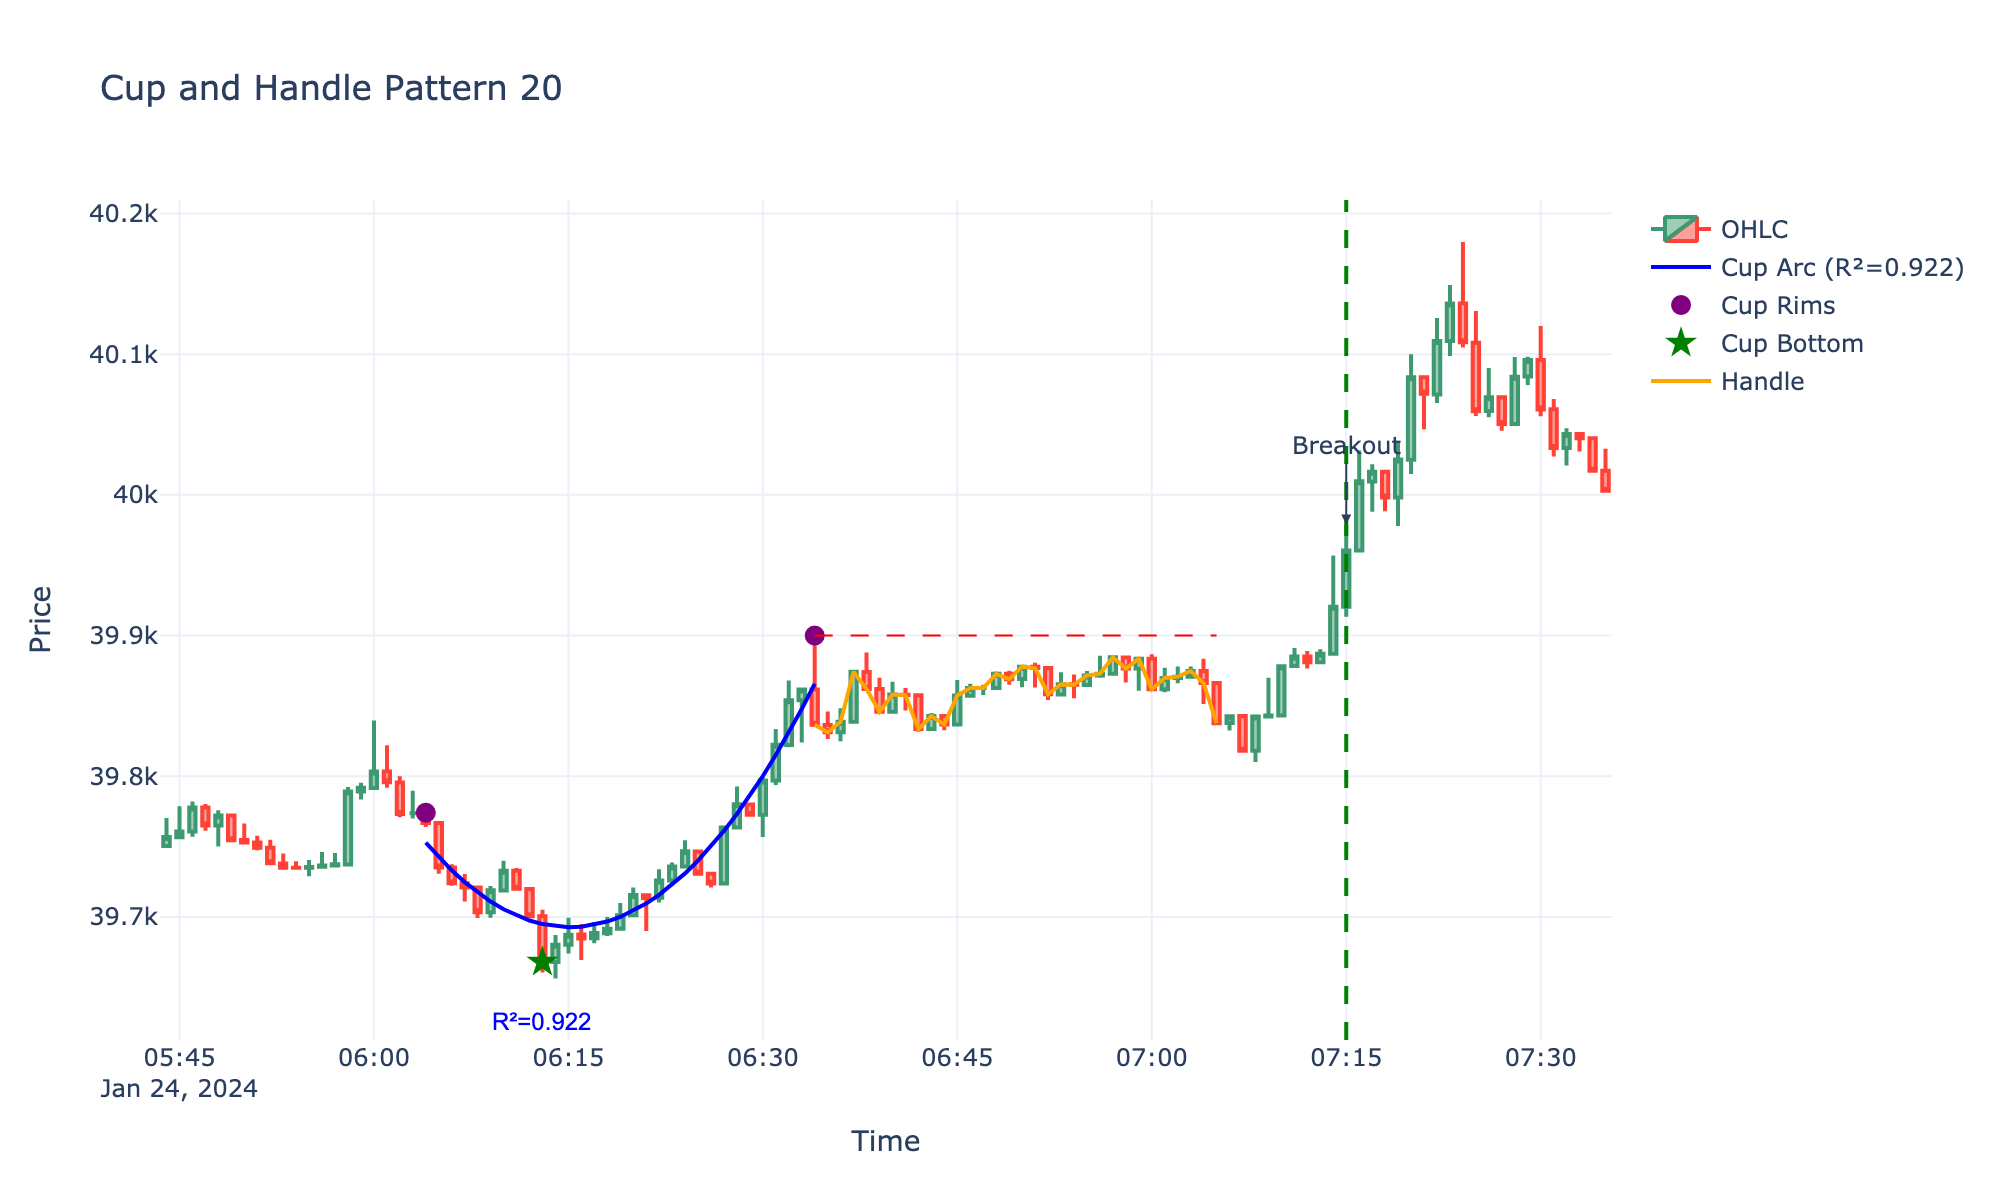 Cup and Handle Pattern 20
40.2k
40.1k
40k
39.9k
39.8k
39.7k
Price
Breakout
R²=0.922
05:45 06:00 06:15 06:30 06:45 07:00 07:15 07:30
Jan 24, 2024
Time
OHLC
Cup Arc (R²=0.922)
Cup Rims
Cup Bottom
Handle